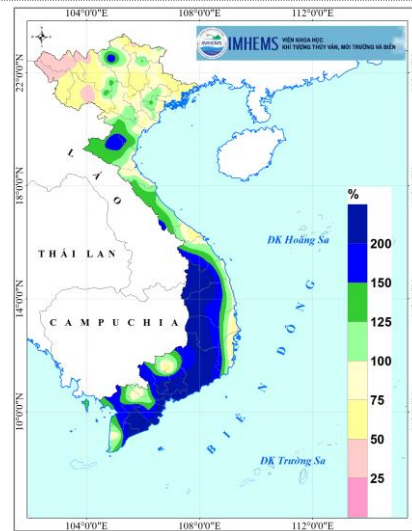 104°0'0"E 108°0'0"E 112°0'0"E
IMHEMS VIỆN KHOA HỌC
KHÍ TƯỢNG THỦY VĂN, MÔI TRƯỜNG VÀ BIỂN
22°0'0"N
LÀO
18°0'0"N
%
THÁI LAN
ĐK Hoàng Sa
200
150
14°0'0"N
CAMPUCHIA
125
BIỂN ĐÔNG
100
75
10°0'0"N
50
ĐK Trường Sa
25
104°0'0"E 108°0'0"E 112°0'0"E